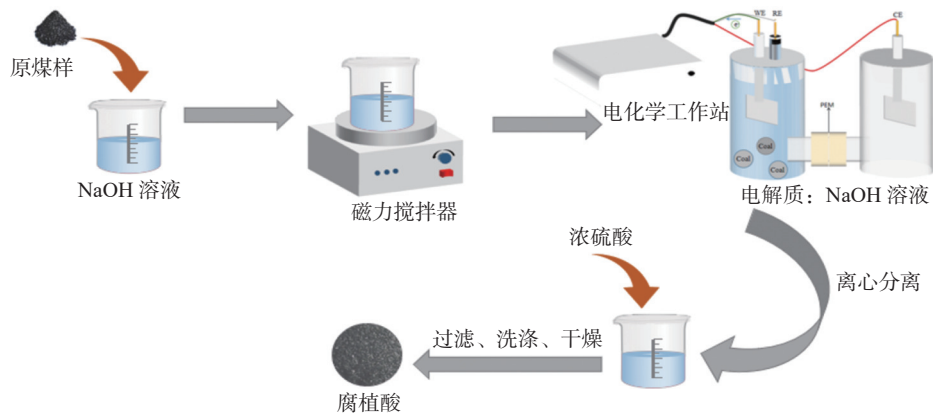 原煤样
NaOH 溶液
磁力搅拌器
电化学工作站
WE
RE
CE
PEM
Coal
Coal
Coal
电解质：NaOH 溶液
离心分离
浓硫酸
过滤、洗涤、干燥
腐植酸